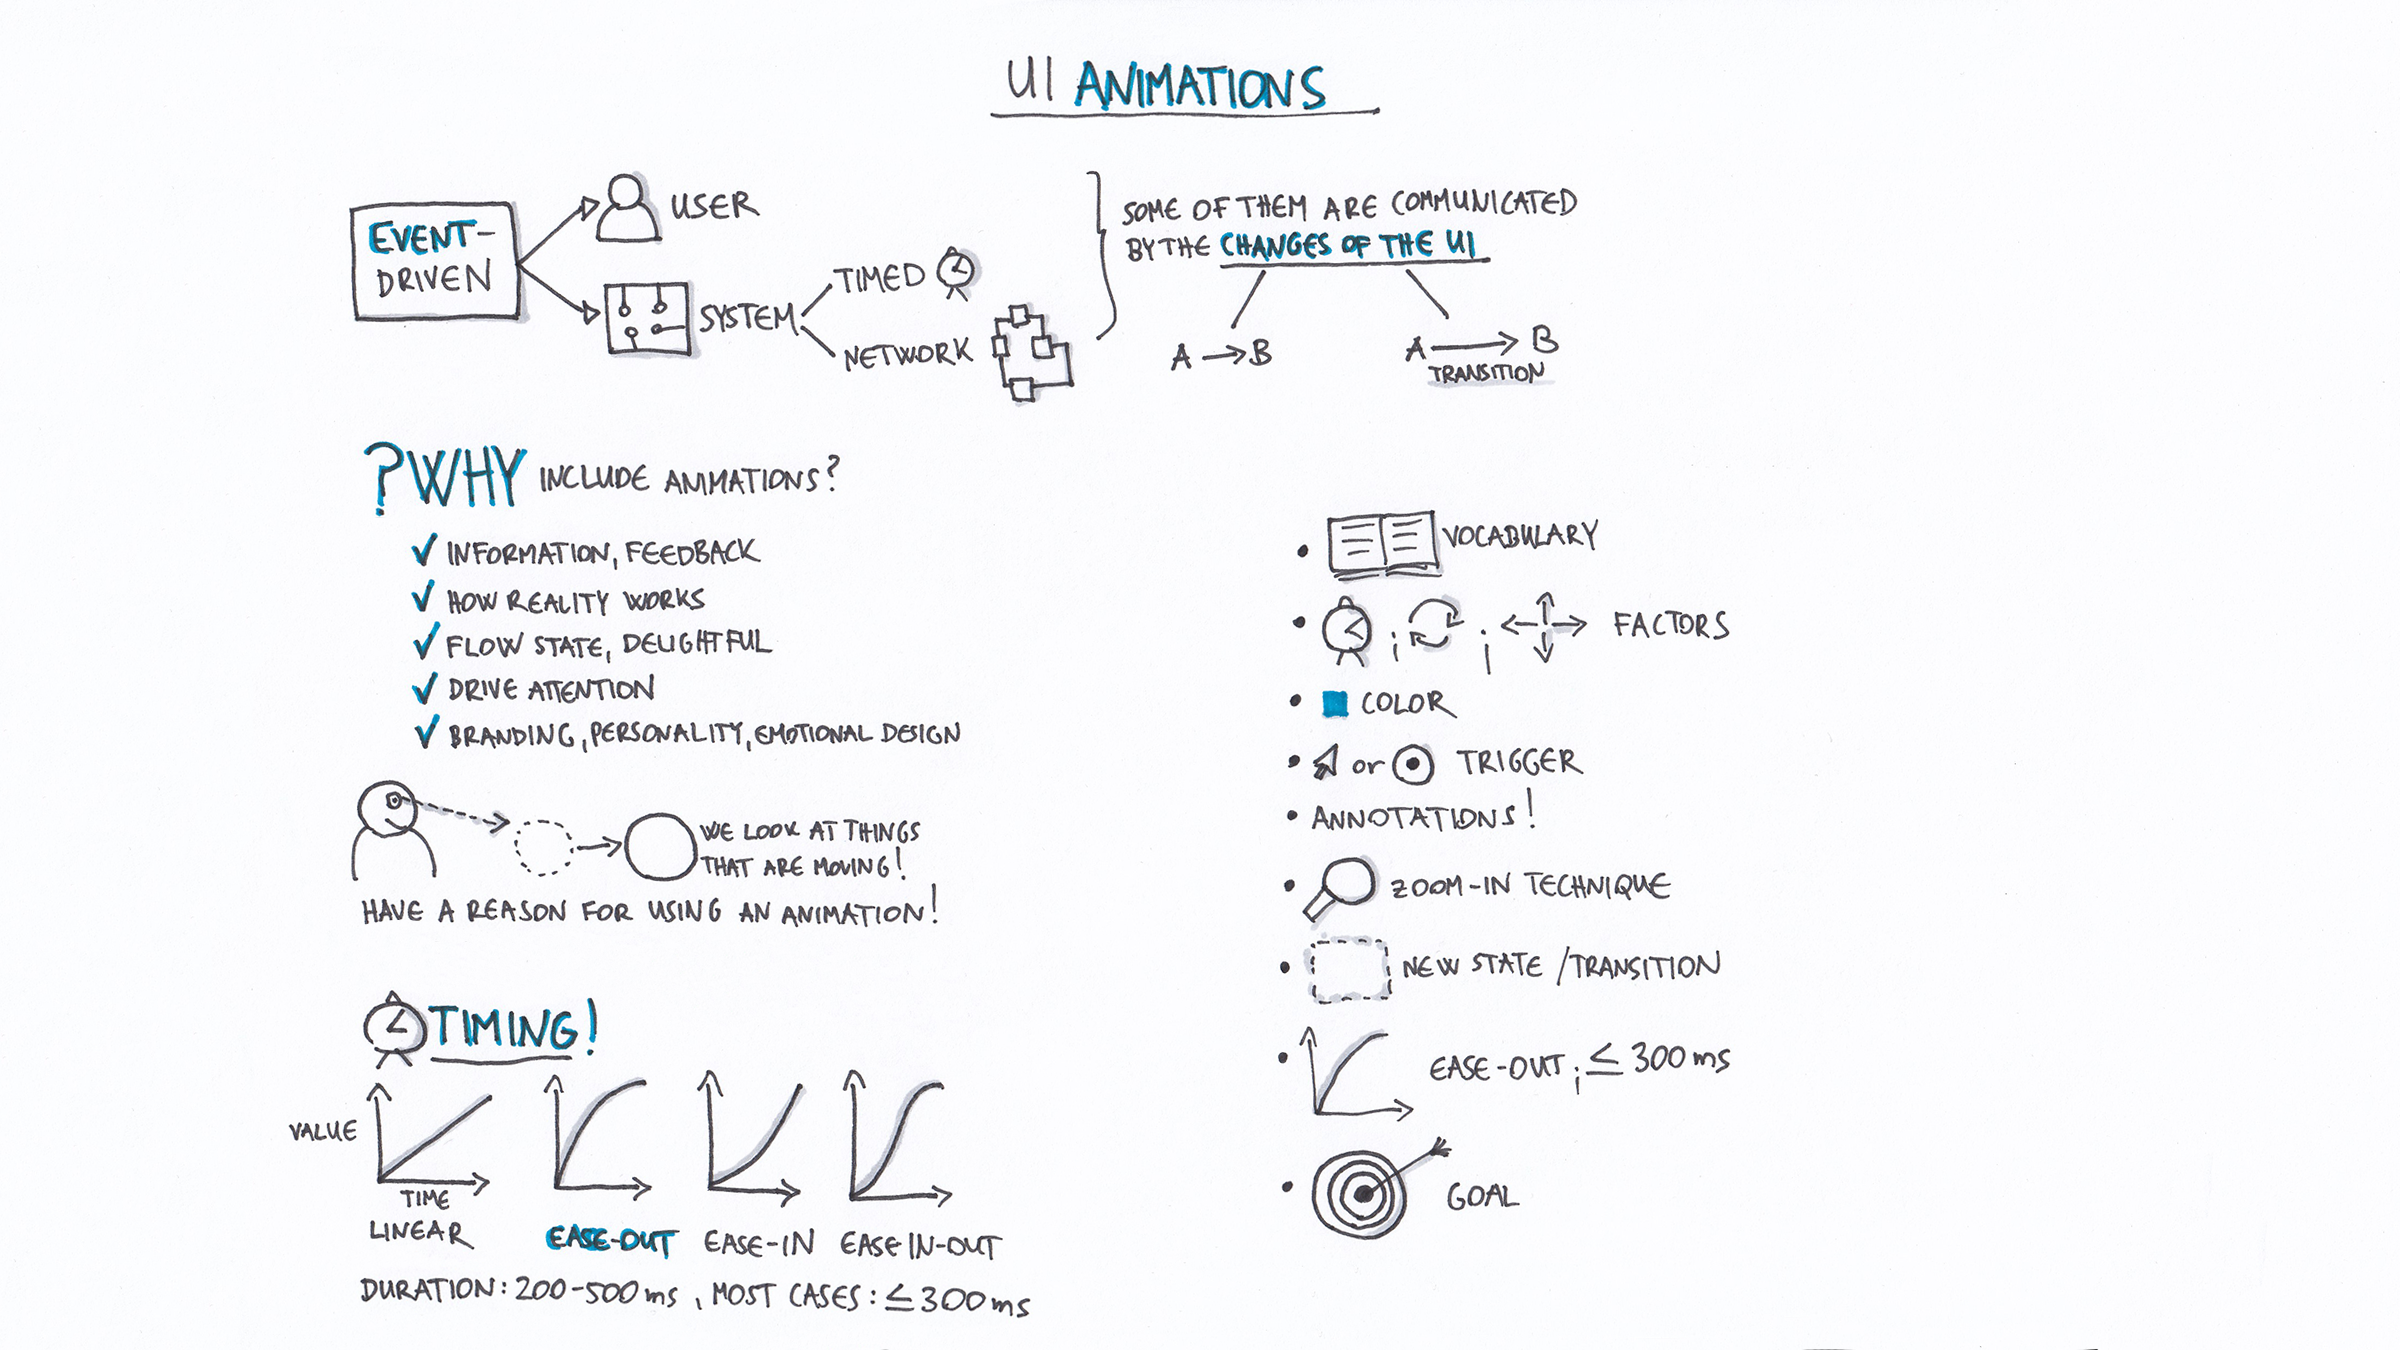 UI ANIMATIONS
EVENT-
DRIVEN
USER
SYSTEM
TIMED
NETWORK
SOME OF THEM ARE COMMUNICATED
BY THE CHANGES OF THE UI
A → B
A → B
TRANSITION
? WHY INCLUDE ANIMATIONS?
✓ INFORMATION, FEEDBACK
✓ HOW REALITY WORKS
✓ FLOW STATE, DELIGHTFUL
✓ DRIVE ATTENTION
✓ BRANDING, PERSONALITY, EMOTIONAL DESIGN
WE LOOK AT THINGS
THAT ARE MOVING!
HAVE A REASON FOR USING AN ANIMATION!
TIMING!
VALUE
TIME
LINEAR
EASE-OUT
EASE-IN
EASE IN-OUT
DURATION: 200-500 ms, MOST CASES: ≤ 300 ms
• VOCABULARY
• ; ; FACTORS
• COLOR
• or TRIGGER
• ANNOTATIONS!
• ZOOM-IN TECHNIQUE
• NEW STATE / TRANSITION
• EASE-OUT ; ≤ 300 ms
• GOAL